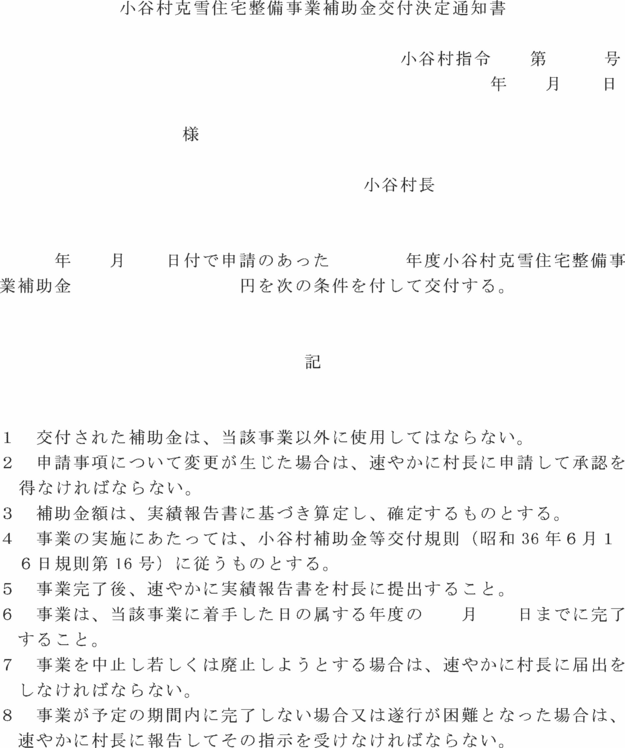 小谷村克雪住宅整備事業補助金交付決定通知書
小谷村指令　　第　　　号
年　　月　　日
様
小谷村長
年　　月　　日付で申請のあった　　　　年度小谷村克雪住宅整備事
業補助金　　　　　　　　　円を次の条件を付して交付する。
記
１　交付された補助金は、当該事業以外に使用してはならない。
２　申請事項について変更が生じた場合は、速やかに村長に申請して承認を
得なければならない。
３　補助金額は、実績報告書に基づき算定し、確定するものとする。
４　事業の実施にあたっては、小谷村補助金等交付規則（昭和 36 年６月１
６日規則第 16 号）に従うものとする。
５　事業完了後、速やかに実績報告書を村長に提出すること。
６　事業は、当該事業に着手した日の属する年度の　　月　　日までに完了
すること。
７　事業を中止し若しくは廃止しようとする場合は、速やかに村長に届出を
しなければならない。
８　事業が予定の期間内に完了しない場合又は遂行が困難となった場合は、
速やかに村長に報告してその指示を受けなければならない。